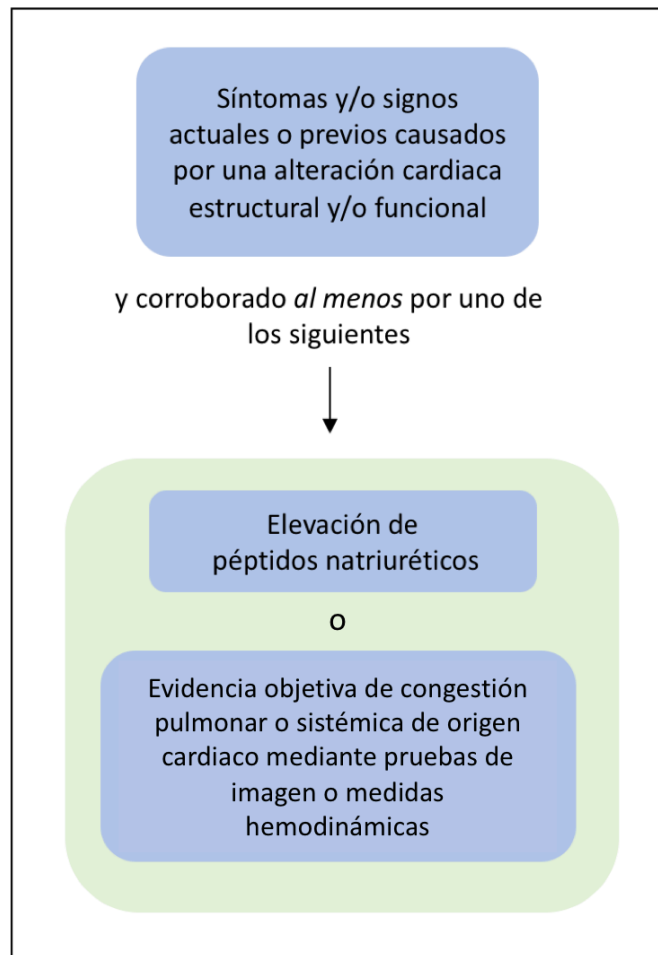 Síntomas y/o signos
actuales o previos causados
por una alteración cardiaca
estructural y/o funcional
y corroborado al menos por uno de
los siguientes
Elevación de
péptidos natriuréticos
o
Evidencia objetiva de congestión
pulmonar o sistémica de origen
cardiaco mediante pruebas de
imagen o medidas
hemodinámicas